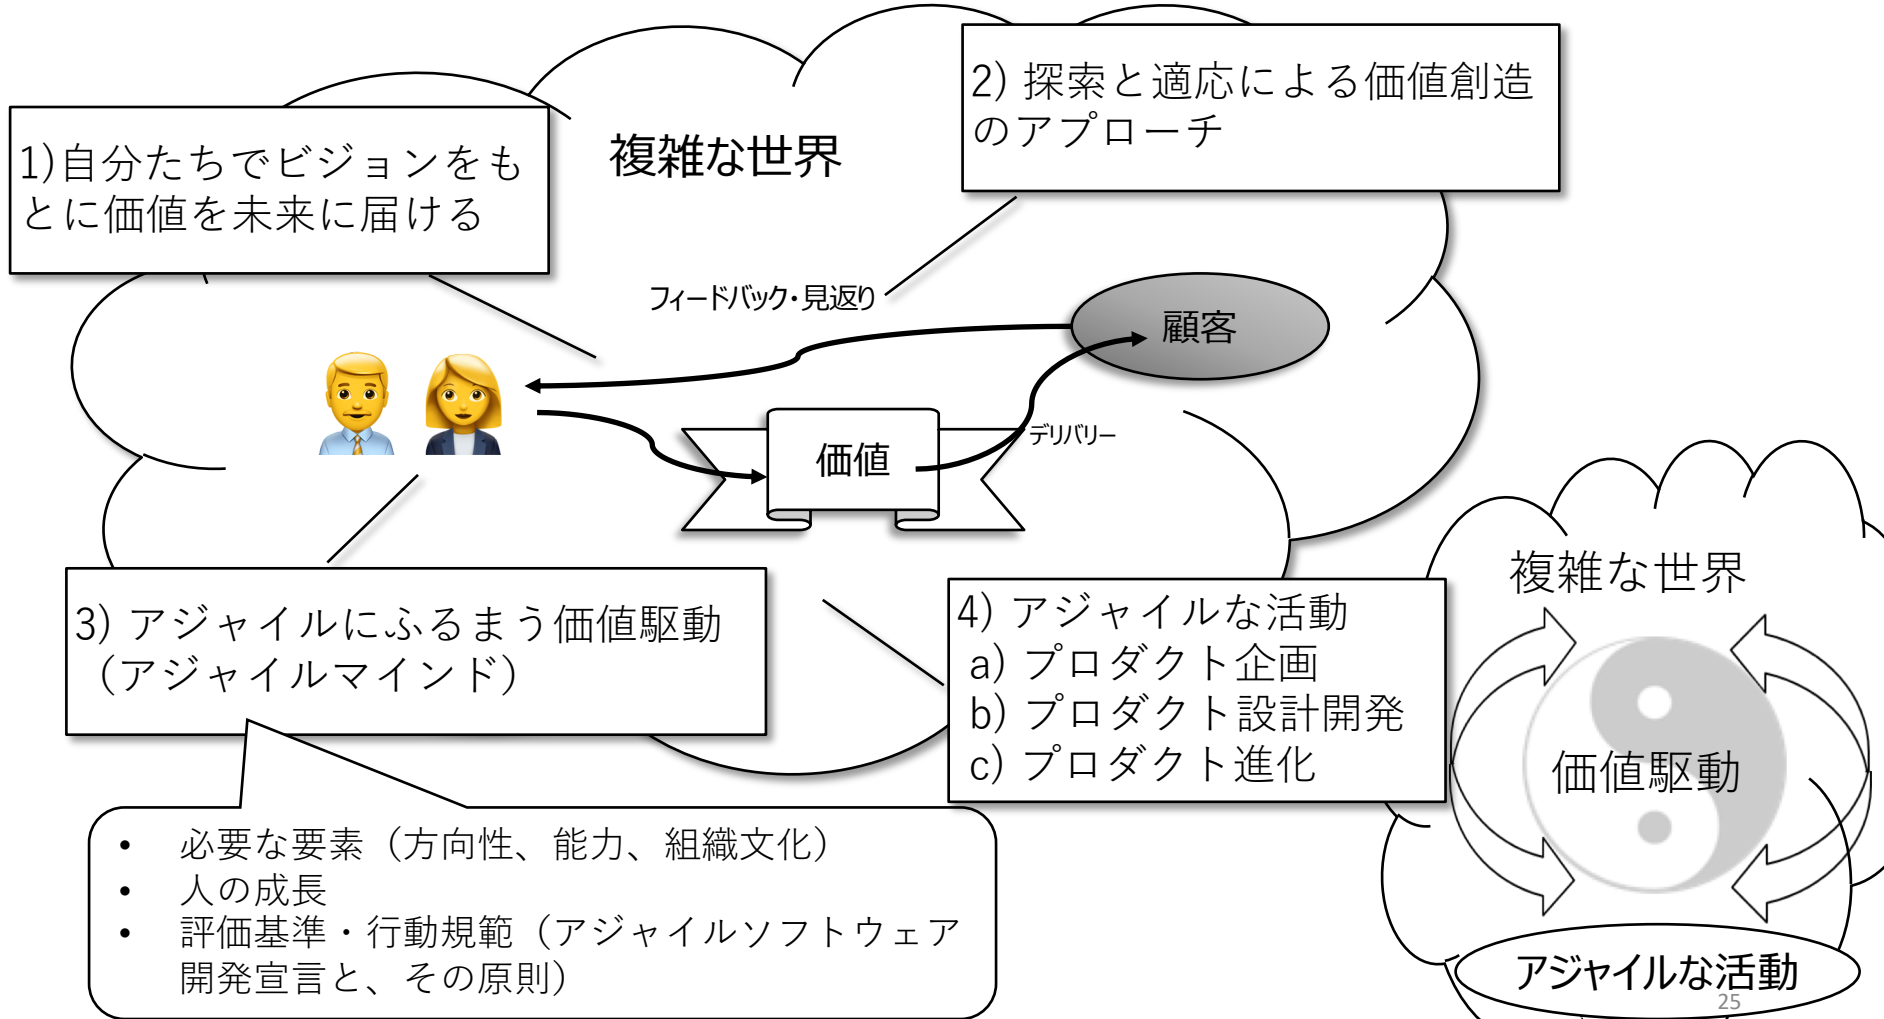 1)自分たちでビジョンをも
とに価値を未来に届ける
複雑な世界
2) 探索と適応による価値創造
のアプローチ
フィードバック・見返り
顧客
価値
デリバリー
3) アジャイルにふるまう価値駆動
（アジャイルマインド）
4) アジャイルな活動
a) プロダクト企画
b) プロダクト設計開発
c) プロダクト進化
• 必要な要素（方向性、能力、組織文化）
• 人の成長
• 評価基準・行動規範（アジャイルソフトウェア
開発宣言と、その原則）
複雑な世界
価値駆動
アジャイルな活動
25